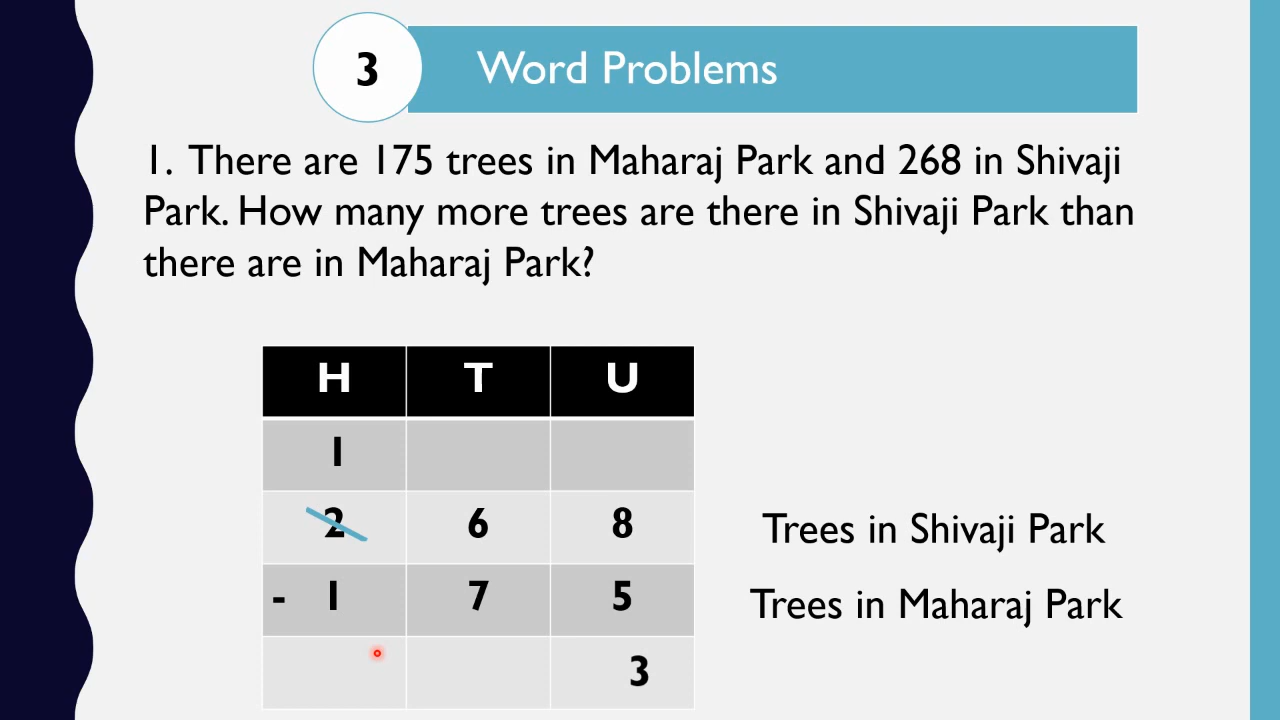 3
Word Problems
1. There are 175 trees in Maharaj Park and 268 in Shivaji
Park. How many more trees are there in Shivaji Park than
there are in Maharaj Park?
H T U
1
2 6 8 Trees in Shivaji Park
- 1 7 5 Trees in Maharaj Park
3